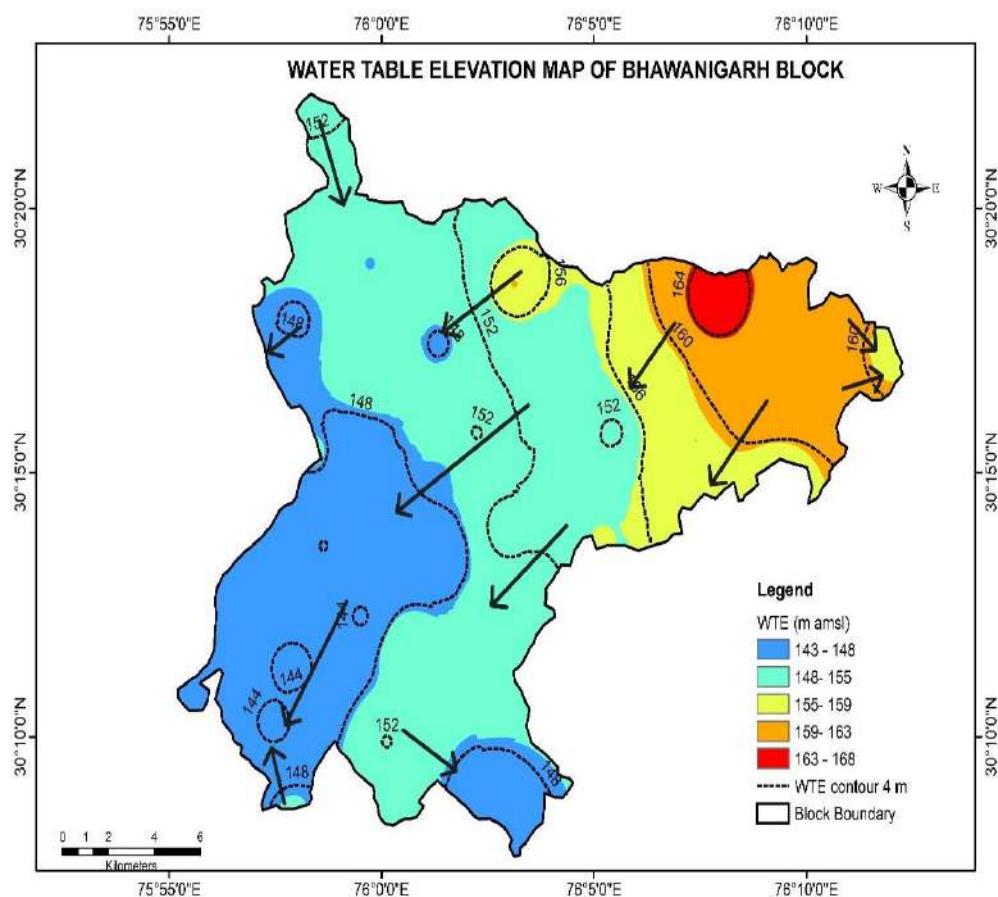 75°55'0"E 76°0'0"E 76°5'0"E 76°10'0"E
WATER TABLE ELEVATION MAP OF BHAWANIGARH BLOCK
152
N
W E
S
30°20'0"N 30°20'0"N
156
164
152
148
160
160
148
156
148
152
152
30°15'0"N 30°15'0"N
144
144
144
152
148
148
30°10'0"N 30°10'0"N
Legend
WTE (m amsl)
143 - 148
148- 155
155- 159
159- 163
163 - 168
WTE contour 4 m
Block Boundary
0 1 2 4 6
Kilometers
75°55'0"E 76°0'0"E 76°5'0"E 76°10'0"E